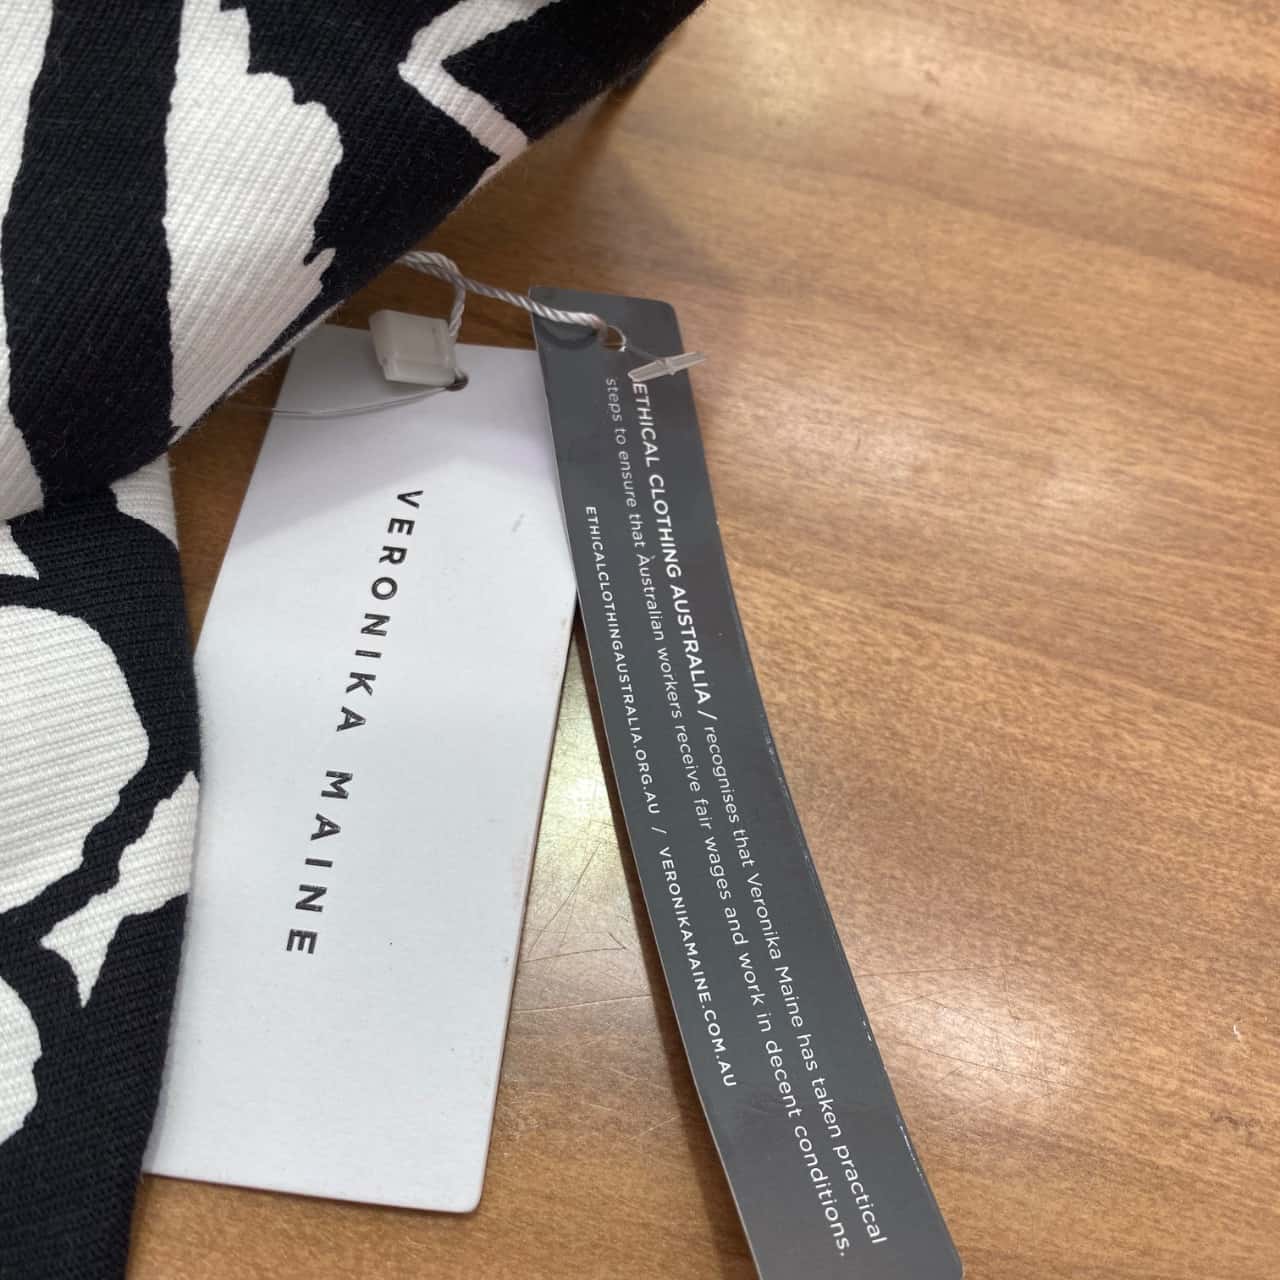 VERONIKA MAINE
ETHICAL CLOTHING AUSTRALIA / recognises that Veronika Maine has taken practical
steps to ensure that Australian workers receive fair wages and work in decent conditions.
ETHICALCLOTHINGAUSTRALIA.ORG.AU / VERONIKAMAINE.COM.AU